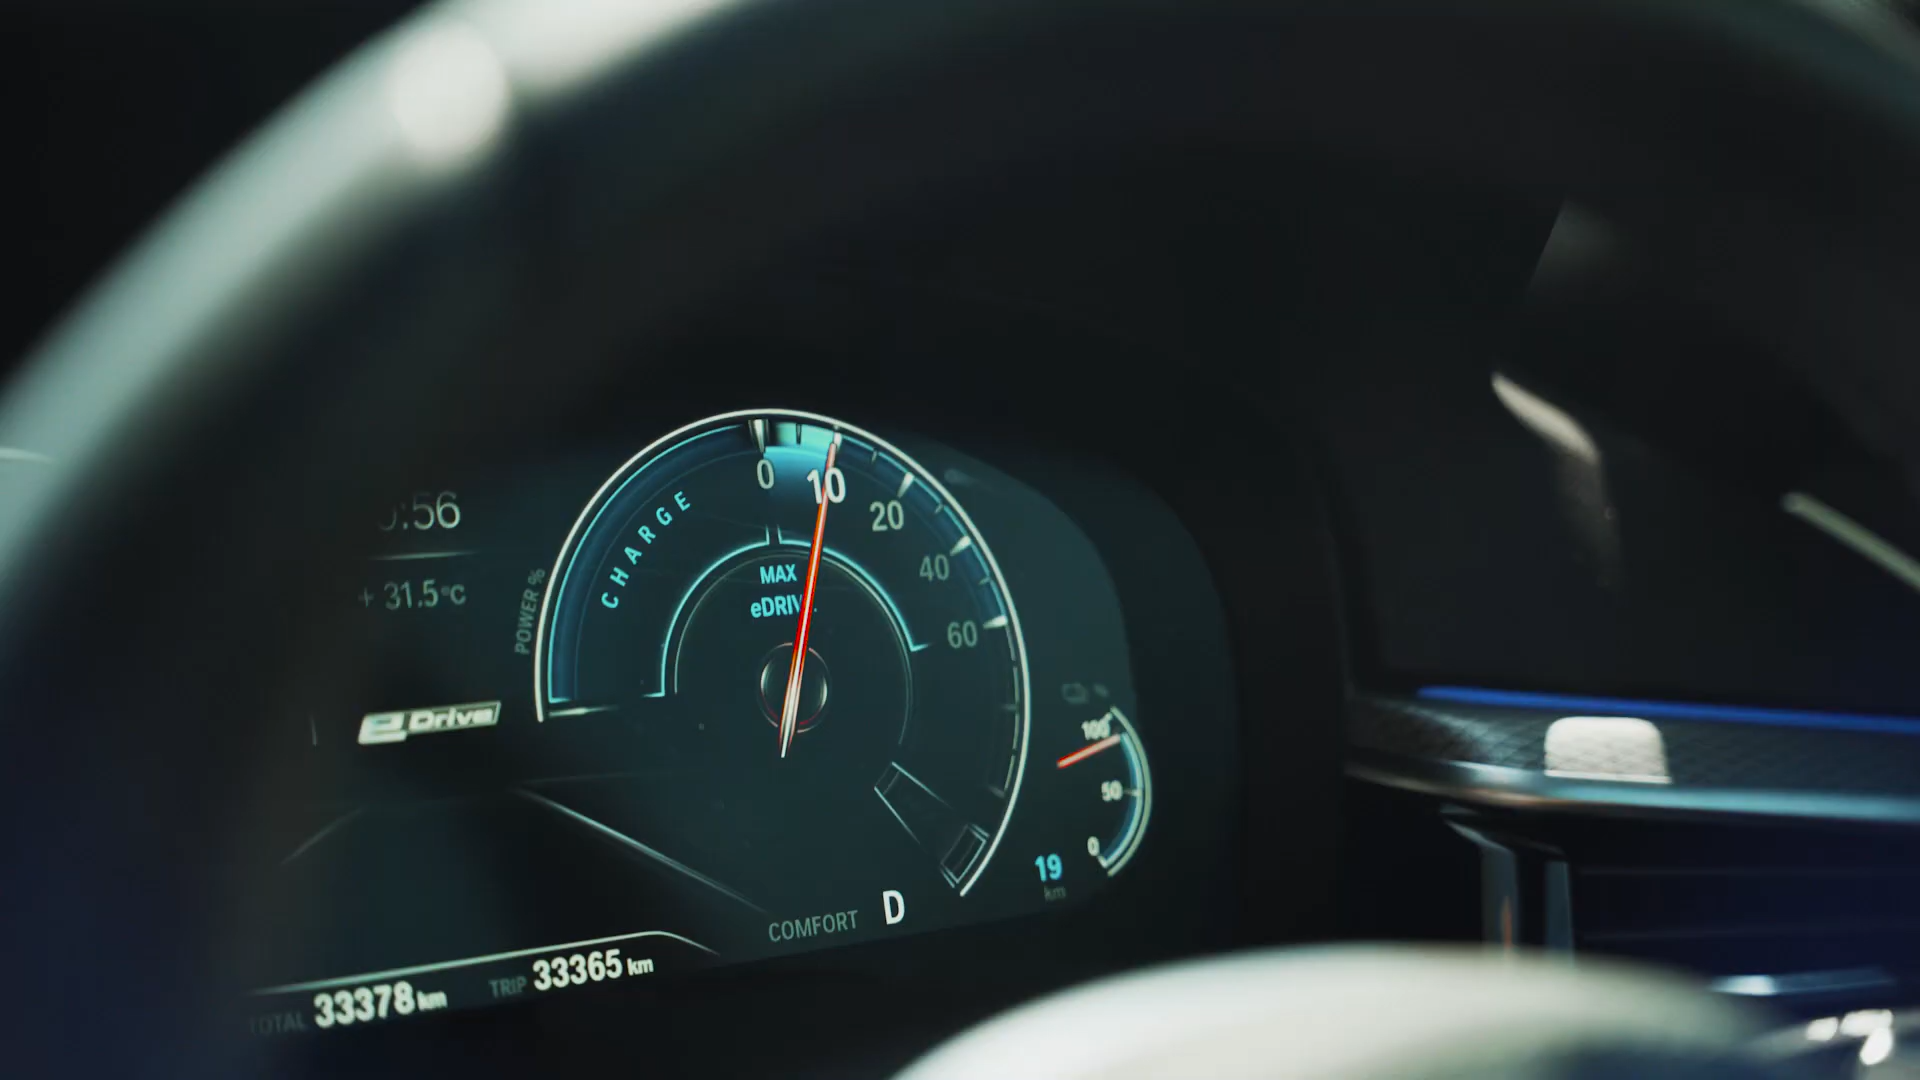 :56
+ 31.5°C
POWER %
CHARGE
0
10
20
40
60
MAX
eDRIV
eDrive
100
50
0
19
km
COMFORT D
TOTAL 33378 km TRIP 33365 km